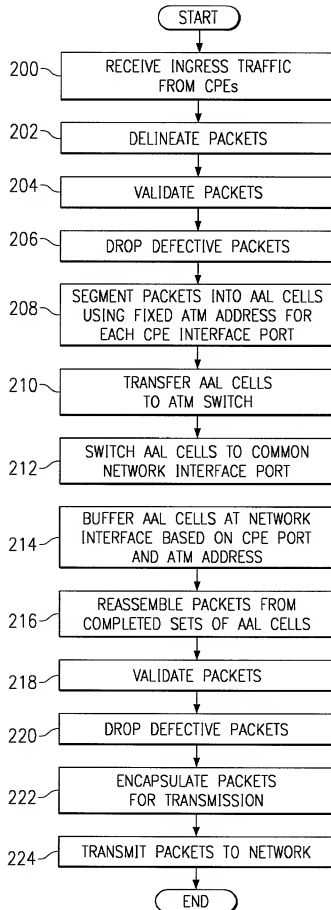 START
200
RECEIVE INGRESS TRAFFIC
FROM CPEs
202
DELINEATE PACKETS
204
VALIDATE PACKETS
206
DROP DEFECTIVE PACKETS
208
SEGMENT PACKETS INTO AAL CELLS
USING FIXED ATM ADDRESS FOR
EACH CPE INTERFACE PORT
210
TRANSFER AAL CELLS
TO ATM SWITCH
212
SWITCH AAL CELLS TO COMMON
NETWORK INTERFACE PORT
214
BUFFER AAL CELLS AT NETWORK
INTERFACE BASED ON CPE PORT
AND ATM ADDRESS
216
REASSEMBLE PACKETS FROM
COMPLETED SETS OF AAL CELLS
218
VALIDATE PACKETS
220
DROP DEFECTIVE PACKETS
222
ENCAPSULATE PACKETS
FOR TRANSMISSION
224
TRANSMIT PACKETS TO NETWORK
END